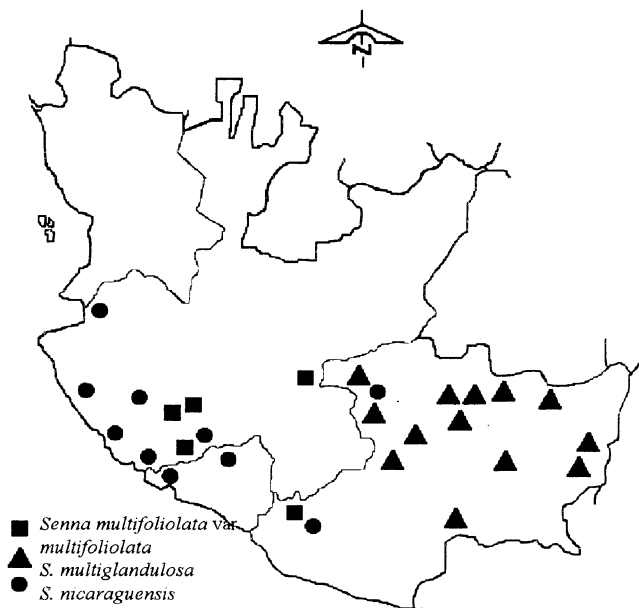 N
Senna multifoliolata var
multifoliolata
S. multiglandulosa
S. nicaraguensis